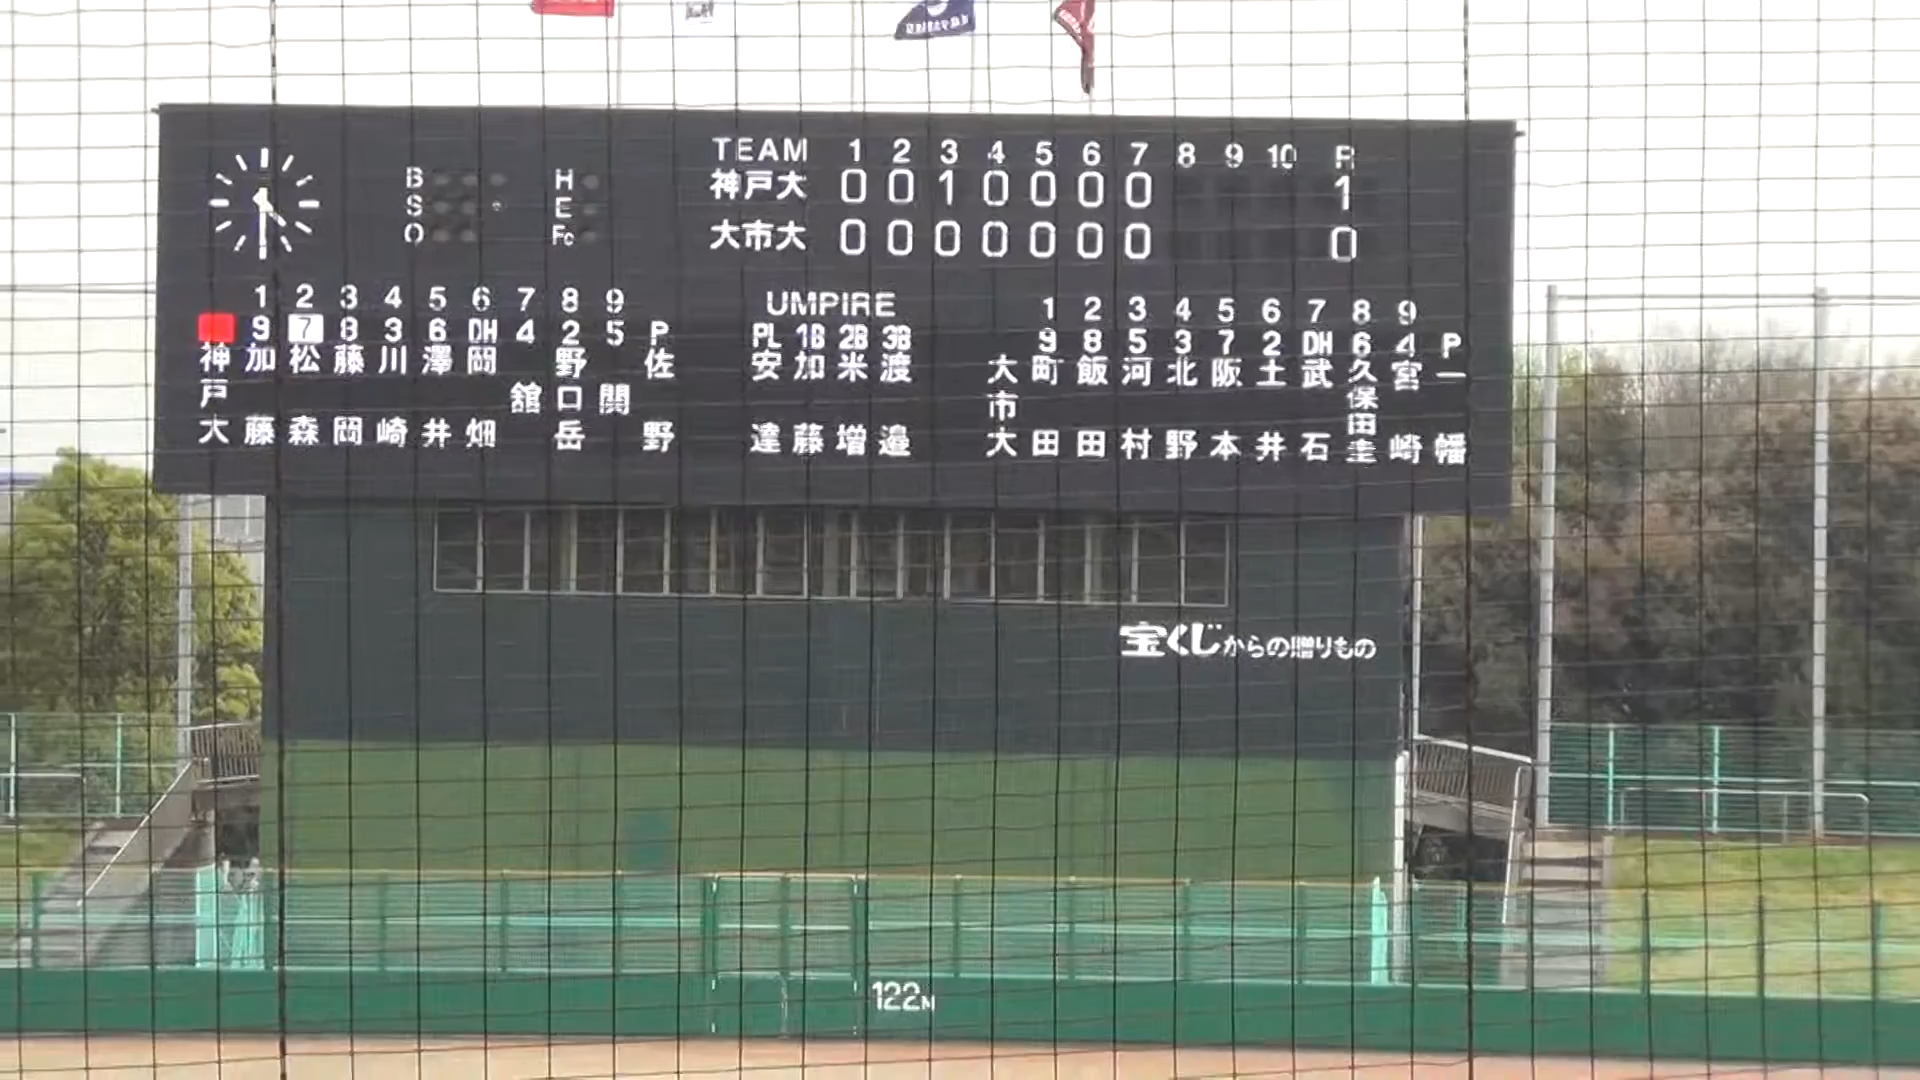 TEAM 1 2 3 4 5 6 7 8 9 10 R
神戸大 0 0 1 0 0 0 0 1
大市大 0 0 0 0 0 0 0 0
B H
S E
O Fc
1 2 3 4 5 6 7 8 9
9 7 8 3 6 DH 4 2 5 P
神戸大 加藤 松森 藤岡 川崎 澤井 岡畑 舘 野口岳 関 佐野
UMPIRE
PL 1B 2B 3B
安達 加藤 米増 渡邉
1 2 3 4 5 6 7 8 9
9 8 5 3 7 2 DH 6 4 P
大市大 町田 飯田 河村 北野 阪本 土井 武石 久保田圭 宮崎 一幡
宝くじからの贈りもの
122M